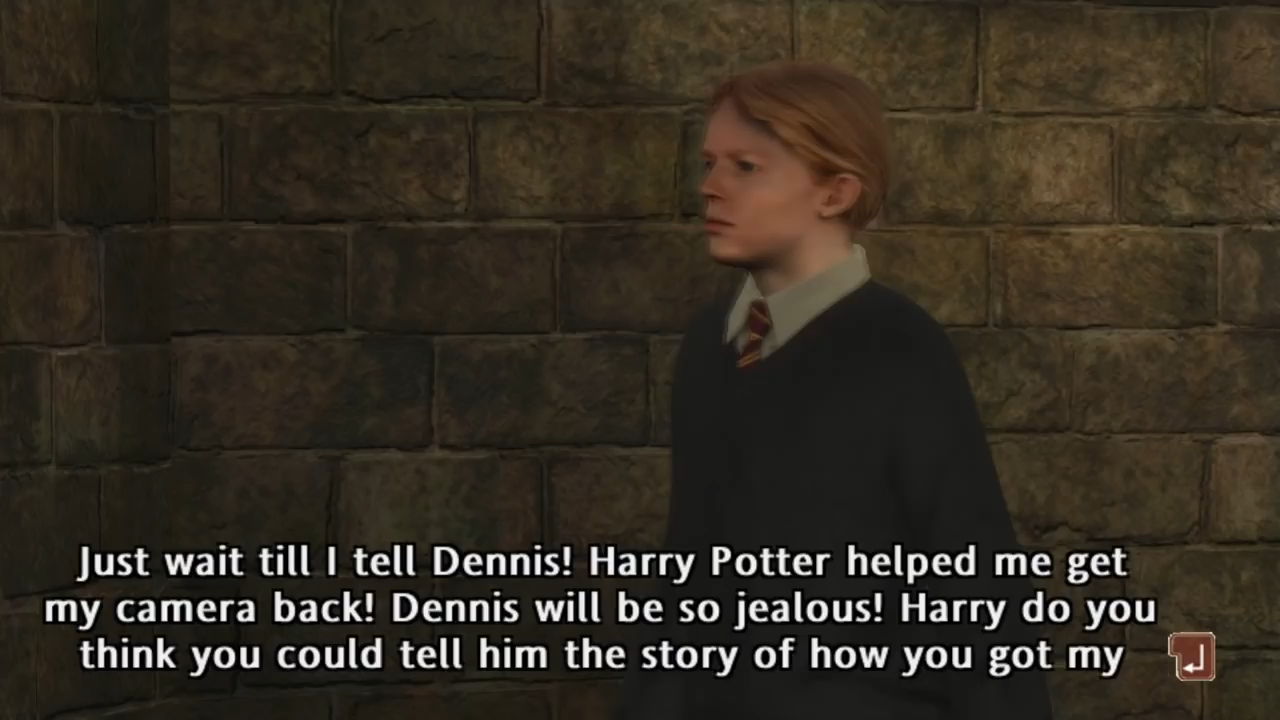 Just wait till I tell Dennis! Harry Potter helped me get
my camera back! Dennis will be so jealous! Harry do you
think you could tell him the story of how you got my